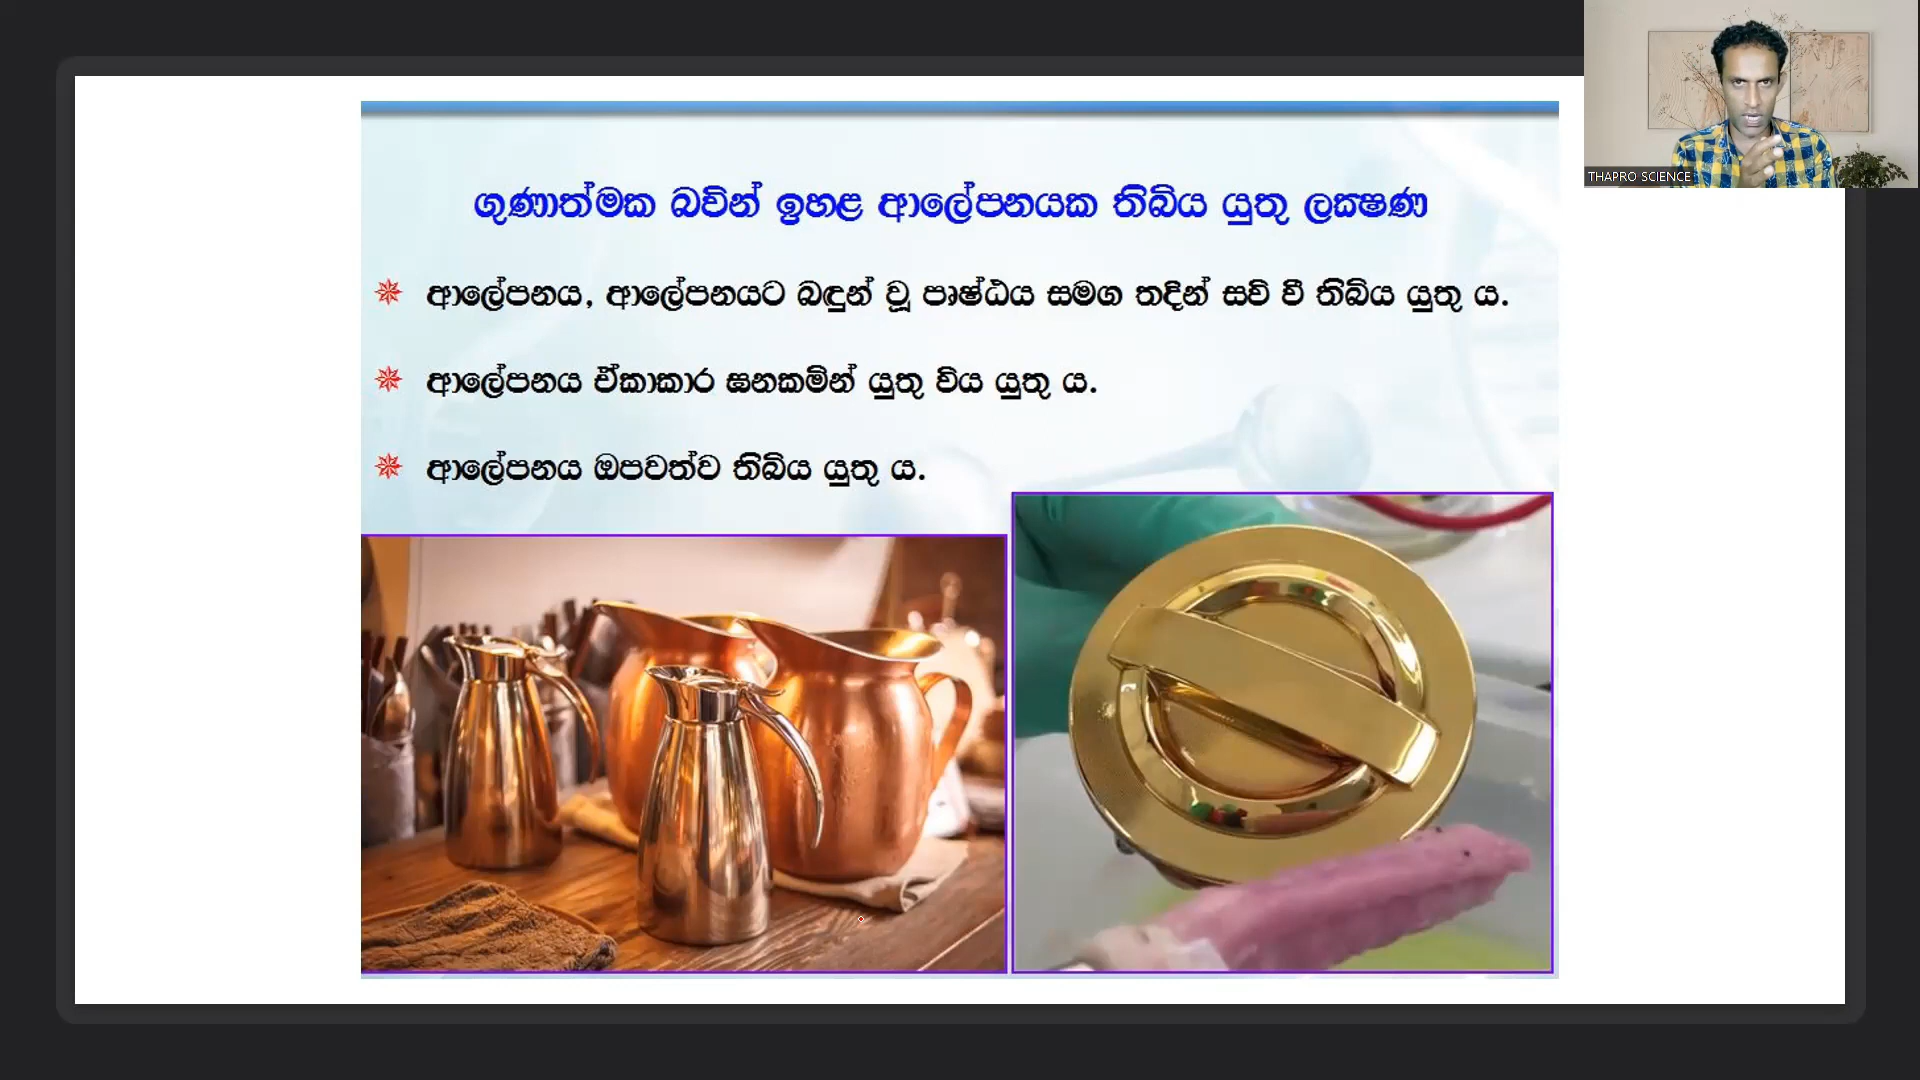 ගුණාත්මක බවින් ඉහළ ආලේපනයක තිබිය යුතු ලක්ෂණ
ආලේපනය, ආලේපනයට බඳුන් වූ පෘෂ්ඨය සමග තදින් සවි වී තිබිය යුතු ය.
ආලේපනය ඒකාකාර ඝනකමින් යුතු විය යුතු ය.
ආලේපනය ඔපවත්ව තිබිය යුතු ය.
THAPRO SCIENCE